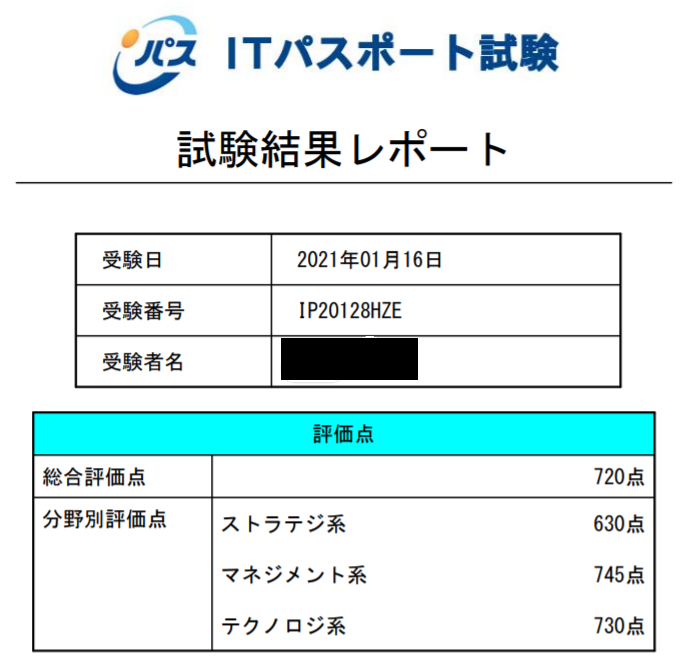 iパス ITパスポート試験
試験結果レポート
受験日 2021年01月16日
受験番号 IP20128HZE
受験者名
評価点
総合評価点 720点
分野別評価点 ストラテジ系 630点
マネジメント系 745点
テクノロジ系 730点